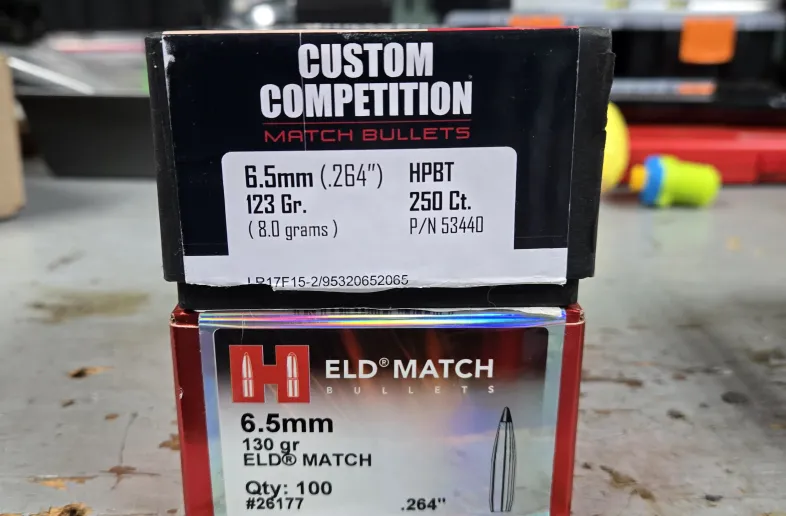 CUSTOM
COMPETITION
MATCH BULLETS
6.5mm (.264") HPBT
123 Gr. 250 Ct.
( 8.0 grams ) P/N 53440
LR17F15-2/95320652065
H ELD® MATCH
BULLETS
6.5mm
130 gr
ELD® MATCH
Qty: 100
#26177 .264"